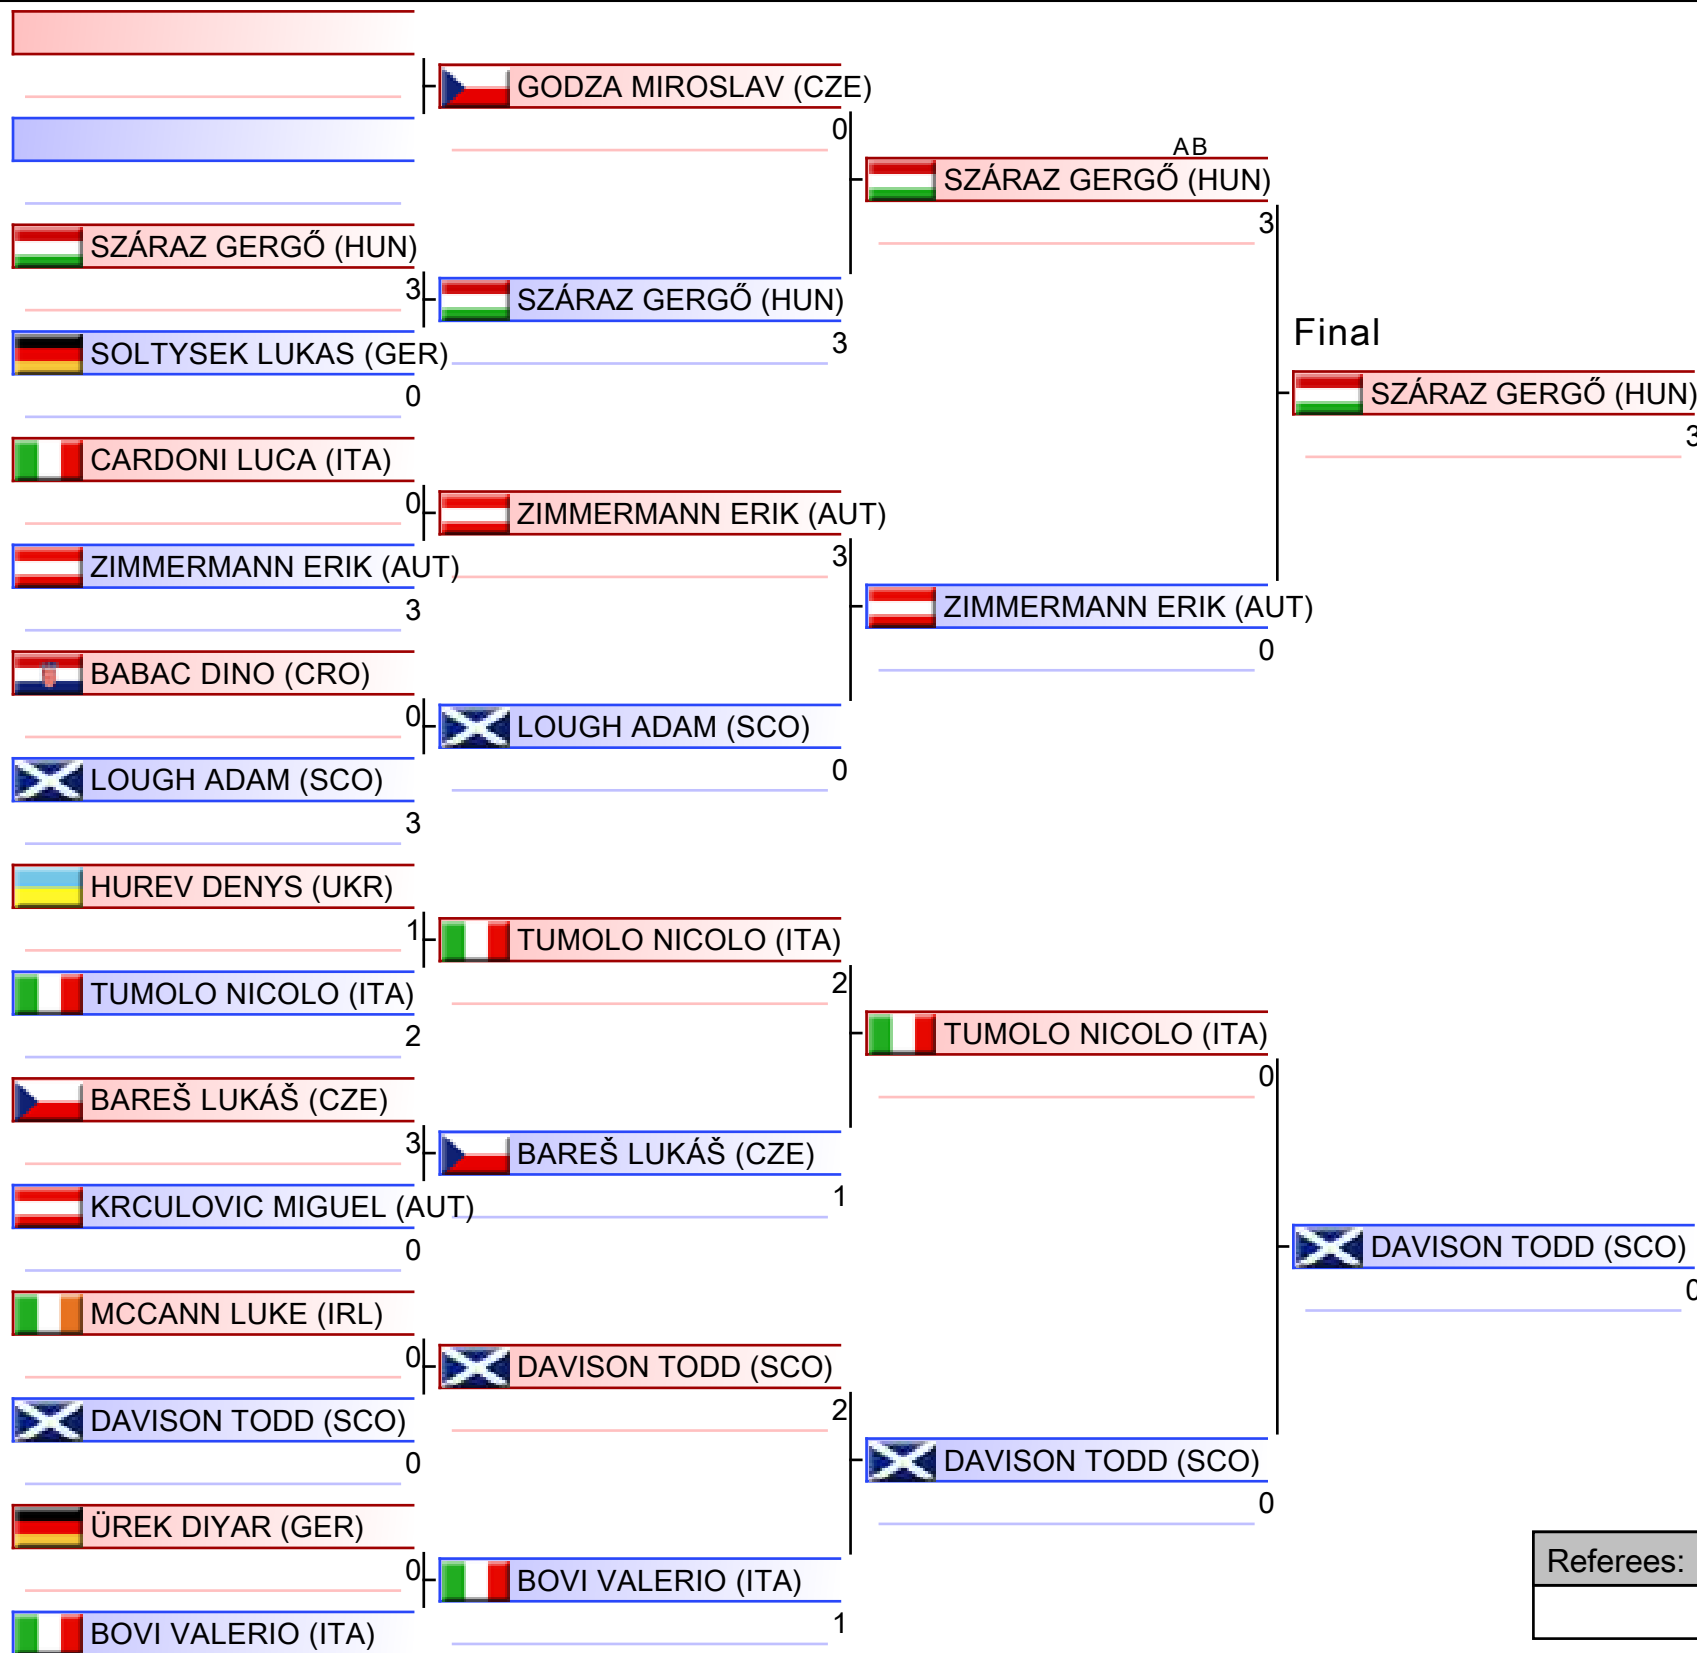 GODZA MIROSLAV (CZE)
0
AB
SZÁRAZ GERGŐ (HUN)
3
SZÁRAZ GERGŐ (HUN)
3
SZÁRAZ GERGŐ (HUN)
3
SOLTYSEK LUKAS (GER)
0
Final
SZÁRAZ GERGŐ (HUN)
3
CARDONI LUCA (ITA)
0
ZIMMERMANN ERIK (AUT)
3
ZIMMERMANN ERIK (AUT)
3
ZIMMERMANN ERIK (AUT)
0
BABAC DINO (CRO)
0
LOUGH ADAM (SCO)
0
LOUGH ADAM (SCO)
3
HUREV DENYS (UKR)
1
TUMOLO NICOLO (ITA)
2
TUMOLO NICOLO (ITA)
2
TUMOLO NICOLO (ITA)
0
BAREŠ LUKÁŠ (CZE)
3
BAREŠ LUKÁŠ (CZE)
1
KRCULOVIC MIGUEL (AUT)
0
DAVISON TODD (SCO)
0
MCCANN LUKE (IRL)
0
DAVISON TODD (SCO)
2
DAVISON TODD (SCO)
0
DAVISON TODD (SCO)
0
ÜREK DIYAR (GER)
0
BOVI VALERIO (ITA)
1
BOVI VALERIO (ITA)
Referees: